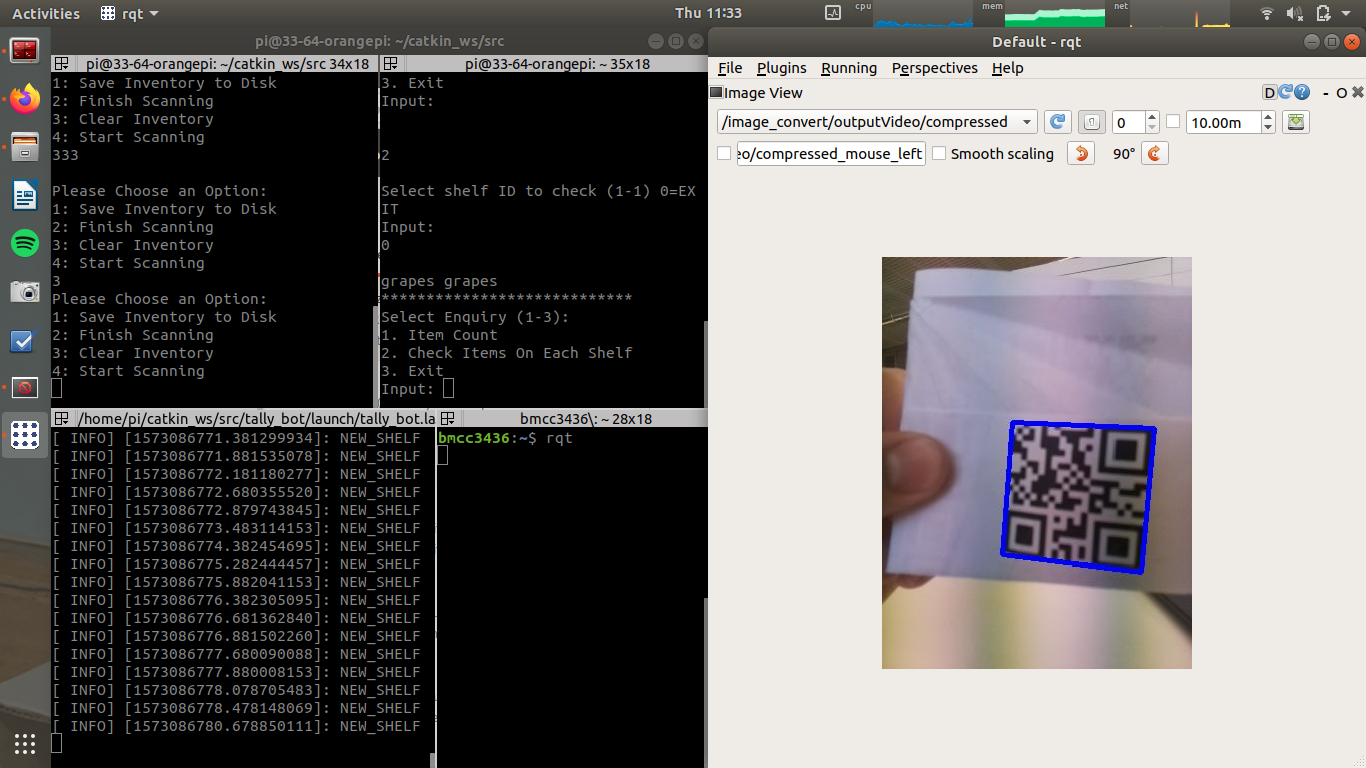 Activities
rqt
Thu 11:33
cpu
mem
net
pi@33-64-orangepi: ~/catkin_ws/src
pi@33-64-orangepi: ~/catkin_ws/src 34x18
1: Save Inventory to Disk
2: Finish Scanning
3: Clear Inventory
4: Start Scanning
333
Please Choose an Option:
1: Save Inventory to Disk
2: Finish Scanning
3: Clear Inventory
4: Start Scanning
3
Please Choose an Option:
1: Save Inventory to Disk
2: Finish Scanning
3: Clear Inventory
4: Start Scanning
pi@33-64-orangepi: ~ 35x18
3. Exit
Input:
2
Select shelf ID to check (1-1) 0=EX
IT
Input:
0
grapes grapes
****************************
Select Enquiry (1-3):
1. Item Count
2. Check Items On Each Shelf
3. Exit
Input:
/home/pi/catkin_ws/src/tally_bot/launch/tally_bot.la
[ INFO] [1573086771.381299934]: NEW_SHELF
[ INFO] [1573086771.881535078]: NEW_SHELF
[ INFO] [1573086772.181180277]: NEW_SHELF
[ INFO] [1573086772.680355520]: NEW_SHELF
[ INFO] [1573086772.879743845]: NEW_SHELF
[ INFO] [1573086773.483114153]: NEW_SHELF
[ INFO] [1573086774.382454695]: NEW_SHELF
[ INFO] [1573086775.282444457]: NEW_SHELF
[ INFO] [1573086775.882041153]: NEW_SHELF
[ INFO] [1573086776.382305095]: NEW_SHELF
[ INFO] [1573086776.681362840]: NEW_SHELF
[ INFO] [1573086776.881502260]: NEW_SHELF
[ INFO] [1573086777.680090088]: NEW_SHELF
[ INFO] [1573086777.880008153]: NEW_SHELF
[ INFO] [1573086778.078705483]: NEW_SHELF
[ INFO] [1573086778.478148069]: NEW_SHELF
[ INFO] [1573086780.678850111]: NEW_SHELF
bmcc3436\: ~ 28x18
bmcc3436:~$ rqt
Default - rqt
File Plugins Running Perspectives Help
Image View
D - O
/image_convert/outputVideo/compressed
0
10.00m
eo/compressed_mouse_left
Smooth scaling
90°